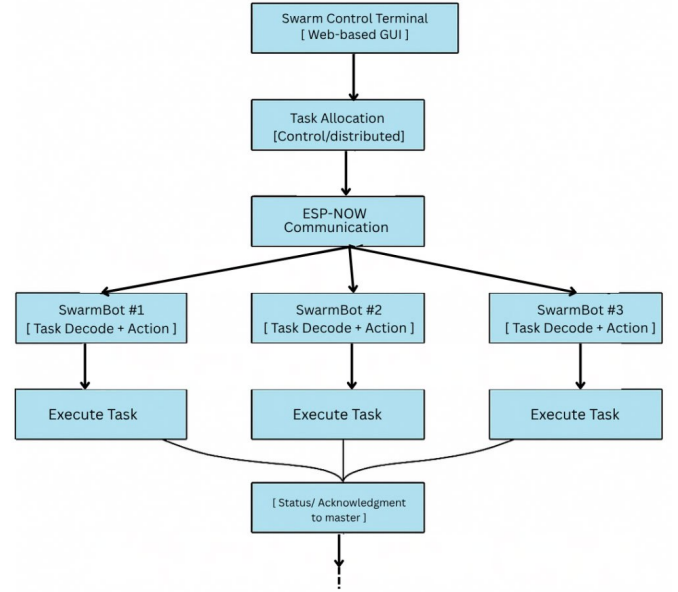 Swarm Control Terminal
[ Web-based GUI ]
Task Allocation
[Control/distributed]
ESP-NOW
Communication
SwarmBot #1
[ Task Decode + Action ]
SwarmBot #2
[ Task Decode + Action ]
SwarmBot #3
[ Task Decode + Action ]
Execute Task
Execute Task
Execute Task
[ Status/ Acknowledgment
to master ]